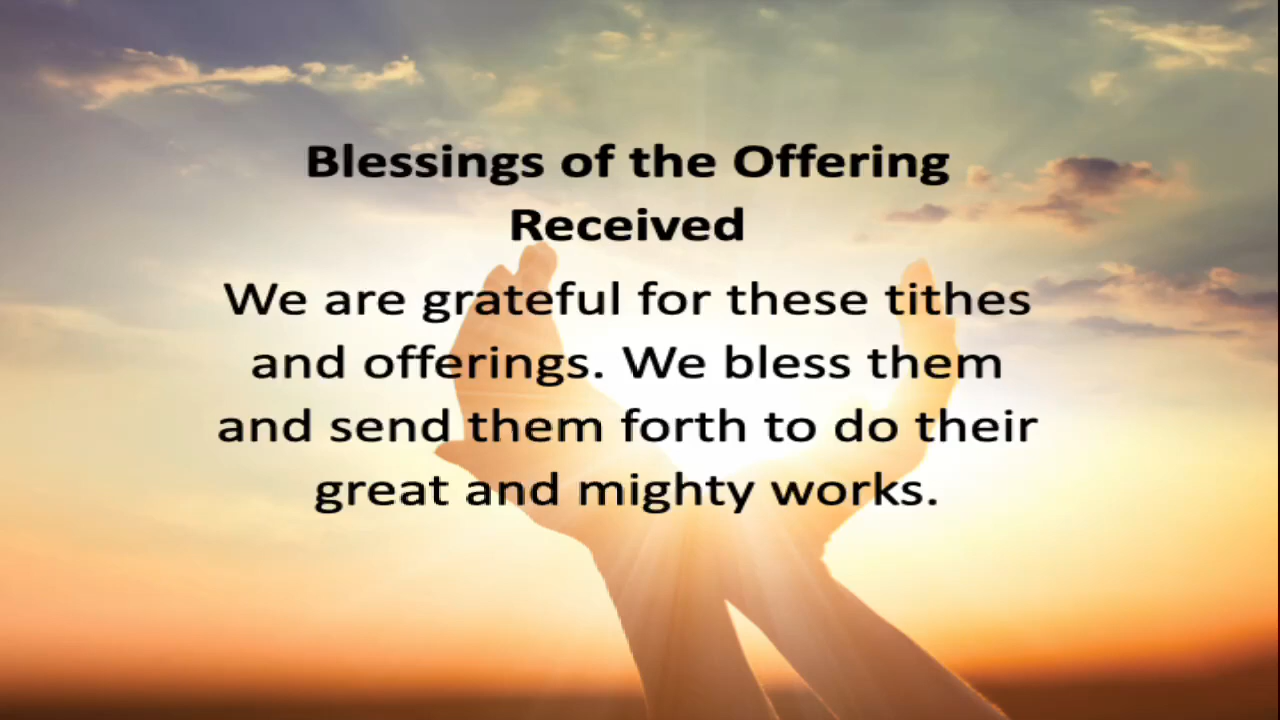 Blessings of the Offering
Received
We are grateful for these tithes
and offerings. We bless them
and send them forth to do their
great and mighty works.